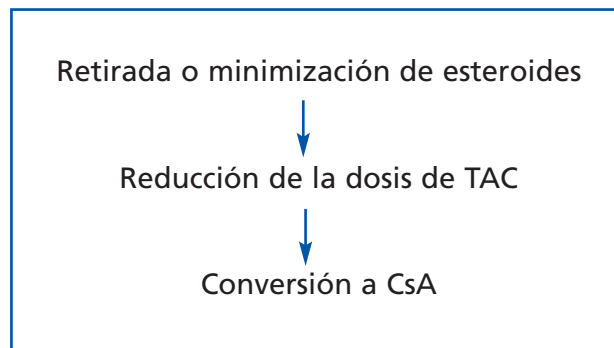 Retirada o minimización de esteroides
Reducción de la dosis de TAC
Conversión a CsA